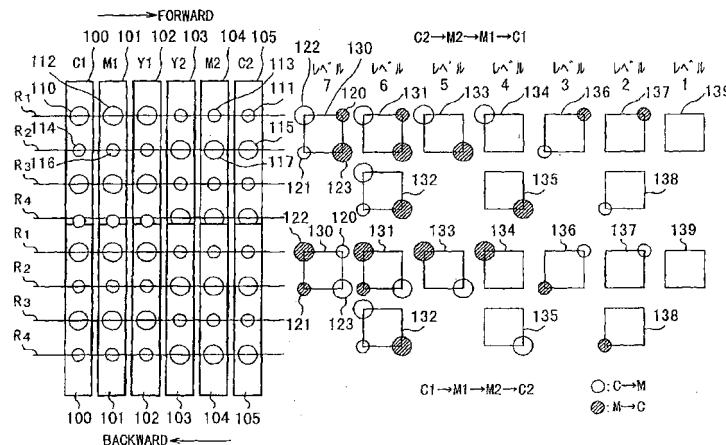 FORWARD
100 101 102 103 104 105
C1 M1 Y1 Y2 M2 C2
112
110
113
111
114
115
116
117
R1
R2
R3
R4
R1
R2
R3
R4
100 101 102 103 104 105
BACKWARD
C2→M2→M1→C1
レベル 7
レベル 6
レベル 5
レベル 4
レベル 3
レベル 2
レベル 1
122 130 120 131 133 134 136 137 139
121 123
132 135 138
122 130 120 131 133 134 136 137 139
121 123
132 135 138
C1→M1→M2→C2
:C→M
:M→C